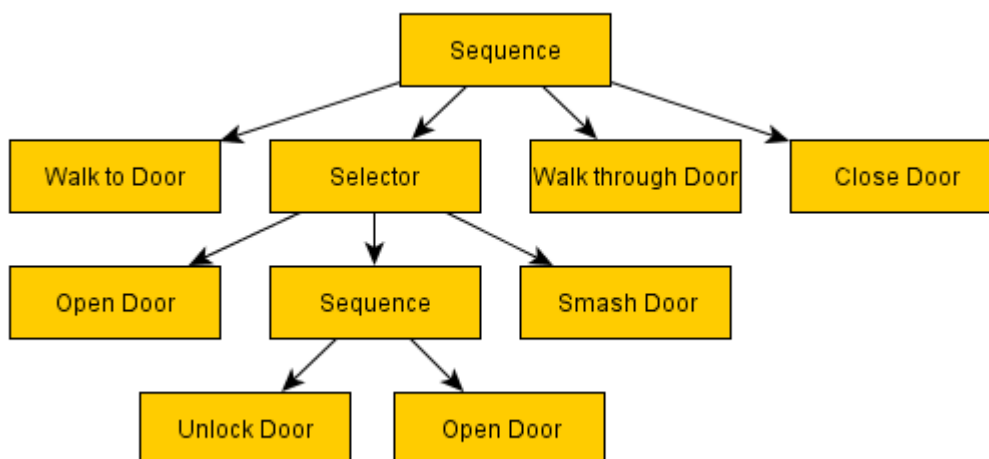 Sequence
Walk to Door
Selector
Walk through Door
Close Door
Open Door
Sequence
Smash Door
Unlock Door
Open Door